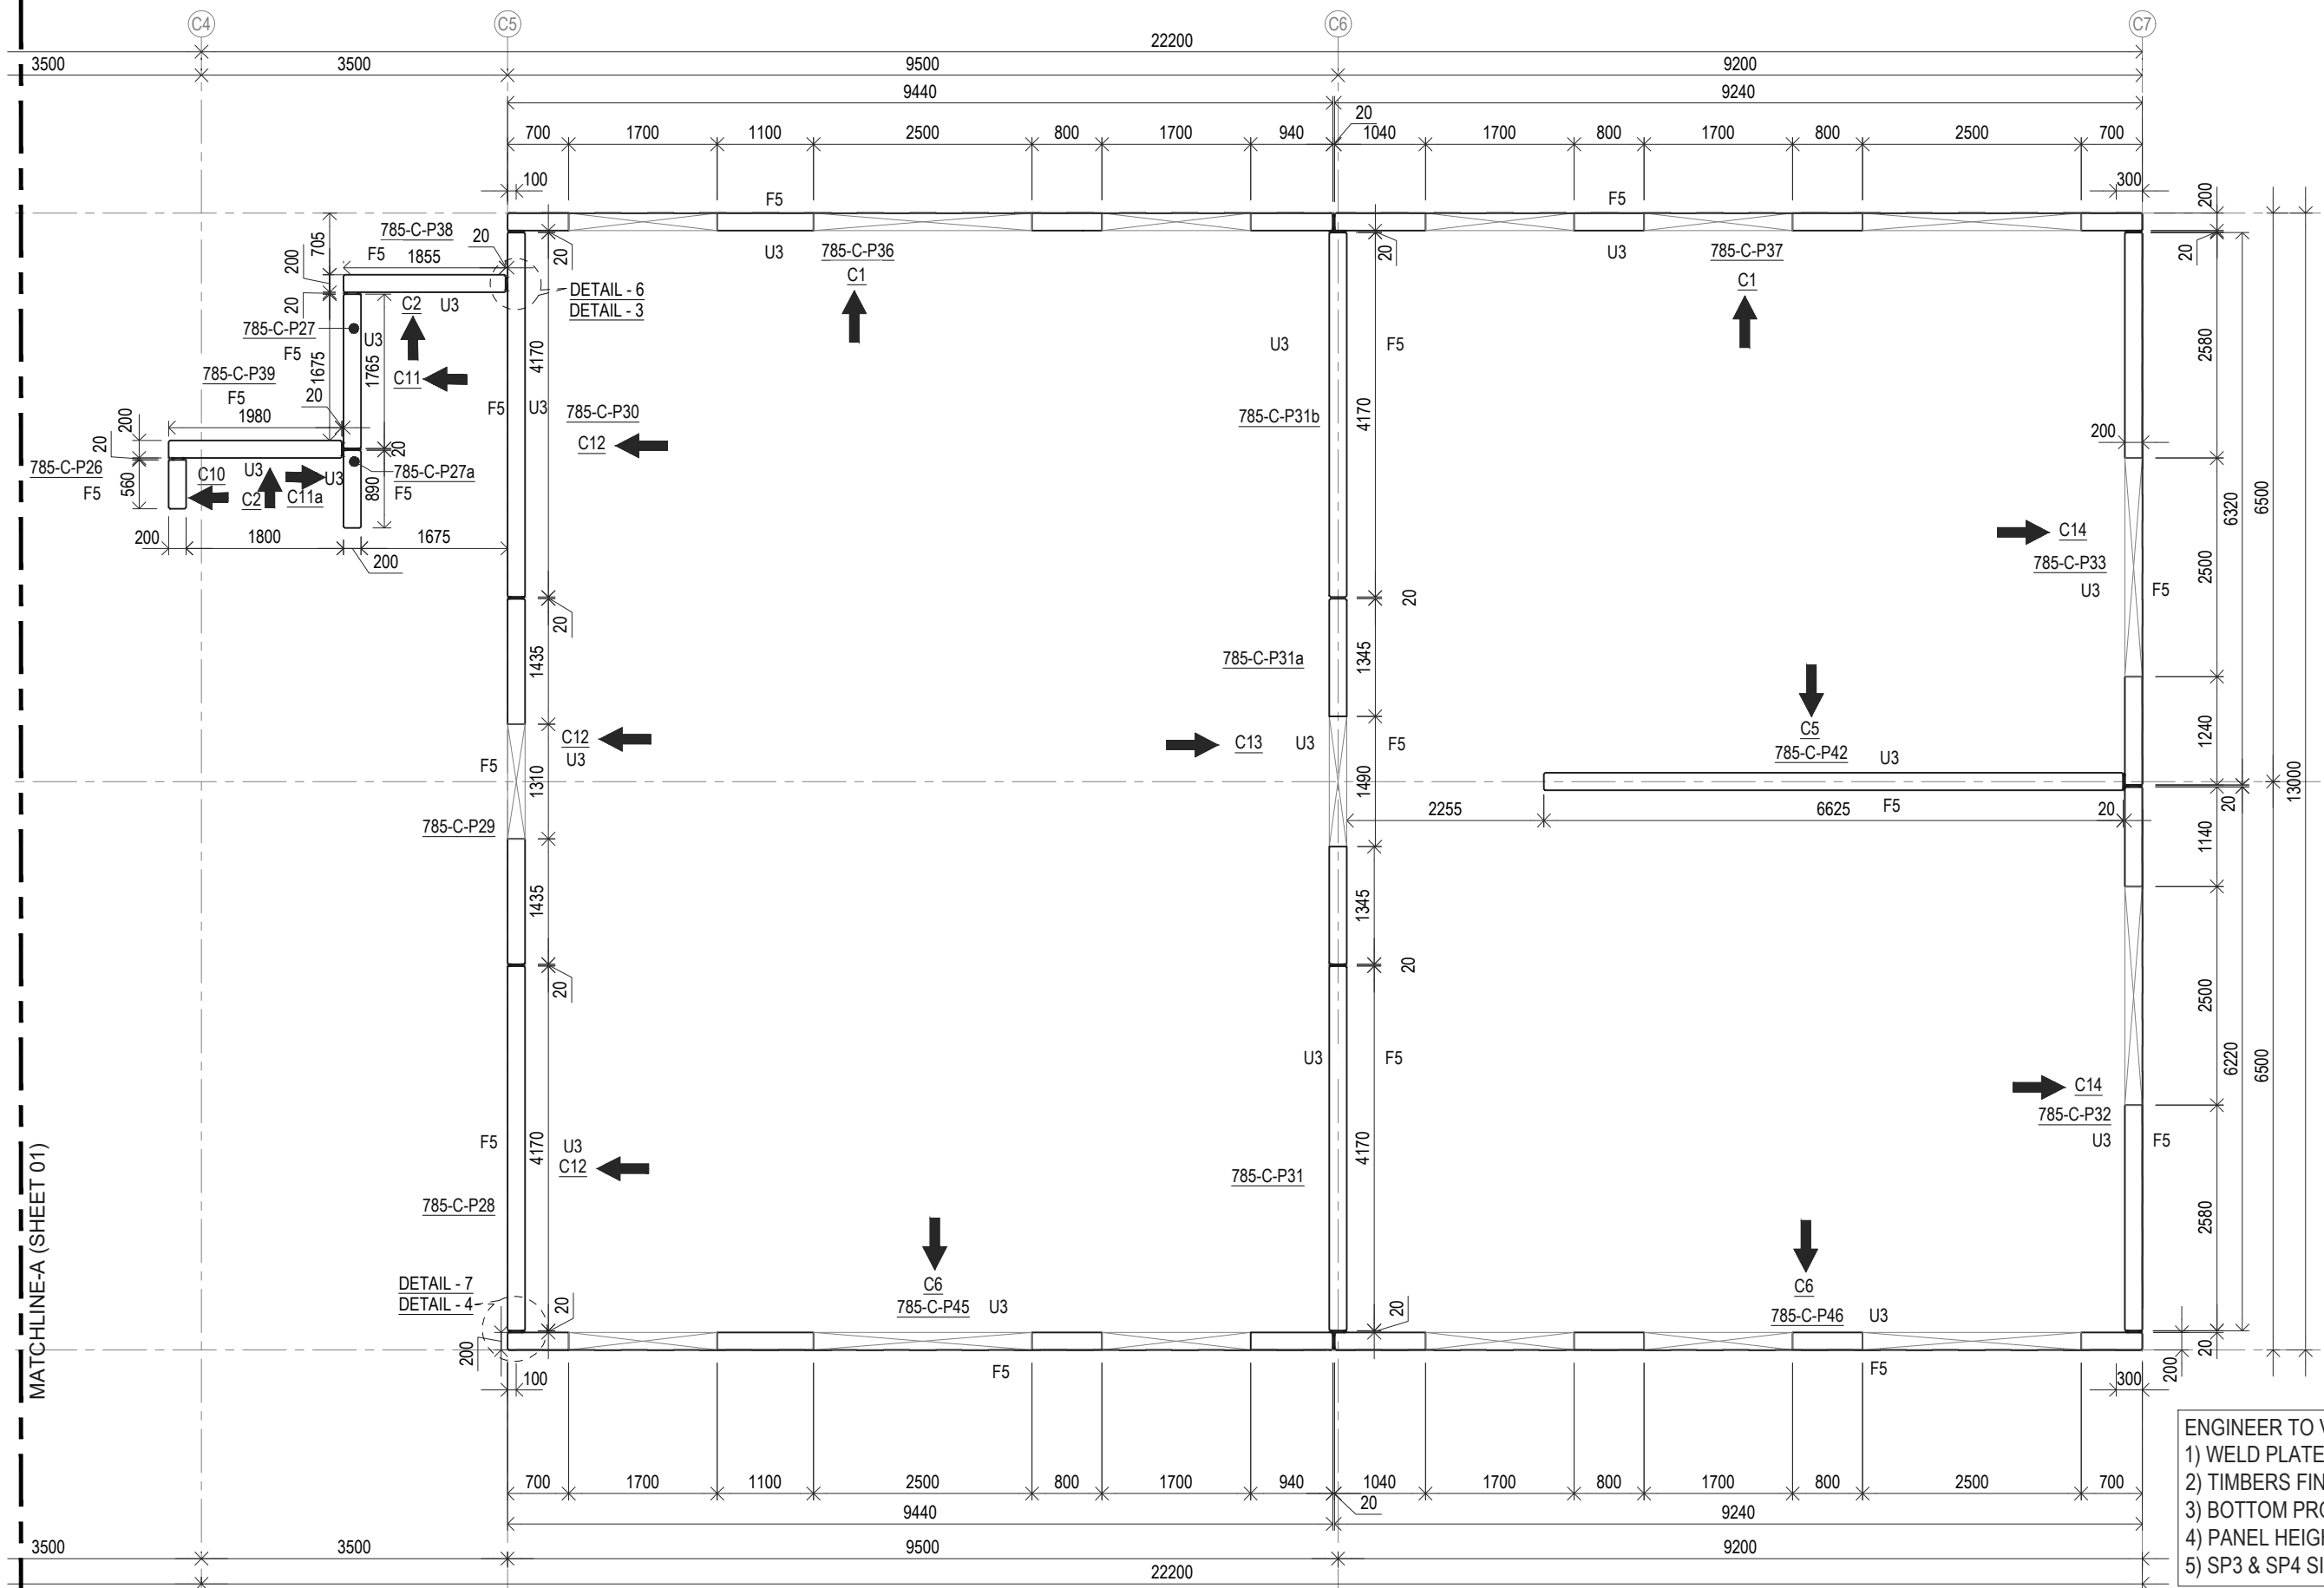 C4 C5 C6 C7
22200
3500 3500 9500 9200
9440 9240
20
700 1700 1100 2500 800 1700 940 1040 1700 800 1700 800 2500 700
100 300 200
F5 F5
785-C-P38 20
705 F5 1855 20 U3 785-C-P36 20 U3 785-C-P37 20
200 C1 C1
DETAIL - 6
DETAIL - 3
20 C2 U3
785-C-P27 U3
F5 1675 1765 4170 U3 F5 2580
785-C-P39 C11
F5 20 F5 U3 785-C-P30 785-C-P31b 4170
1980 C12 200
200 20 20
785-C-P26 U3 U3 785-C-P27a
F5 560 C10 C2 C11a 890 F5
6320 6500
C14
200 1800 1675
200 785-C-P33 2500
U3 F5
20 20
1435 785-C-P31a 1345
C5 1240
C12 C13 U3 F5 785-C-P42 U3
F5 U3
1310 1490 13000
F5 20
785-C-P29 2255 6625 20 1140
1435 1345
20 20
2500
U3 F5 6220 6500
C14
785-C-P32
F5 4170 U3 4170 U3 F5
C12
785-C-P31
785-C-P28 2580
MATCHLINE-A (SHEET 01)
DETAIL - 7
DETAIL - 4
C6 C6
20 785-C-P45 U3 20 785-C-P46 U3
200 20
F5 F5 200
100 300
700 1700 1100 2500 800 1700 940 1040 1700 800 1700 800 2500 700
20
9440 9240
3500 3500 9500 9200
22200
ENGINEER TO
1) WELD PLATE
2) TIMBERS
3) BOTTOM
4) PANEL
5) SP3 & SP4